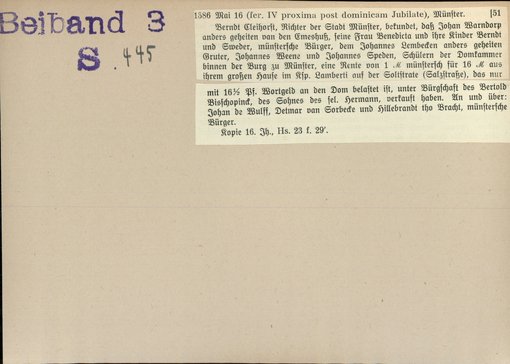 Beiband 3
S. 445
1386 Mai 16 (fer. IV proxima post dominicam Jubilate), Münster. [51
Berndt Cleihorst, Richter der Stadt Münster, bekundet, daß Johan Warndorp
anders geheiten van den Emeshuß, seine Frau Benedicta und ihre Kinder Berndt
und Sweder, münstersche Bürger, dem Johannes Lembecken anders geheiten
Gruter, Johannes Weene und Johannes Speden, Schülern der Domkammer
binnen der Burg zu Münster, eine Rente von 1 M münstersch für 16 M aus
ihrem großen Hause im Ksp. Lamberti auf der Soltstrate (Salzstraße), das nur
mit 16½ Pf. Wortgeld an den Dom belastet ist, unter Bürgschaft des Bertold
Bisschopinck, des Sohnes des sel. Hermann, verkauft haben. An und über:
Johan de Wulff, Detmar van Sorbecke und Hillebrandt tho Bracht, münstersche
Bürger.
Kopie 16. Jh., Hs. 23 f. 29'.